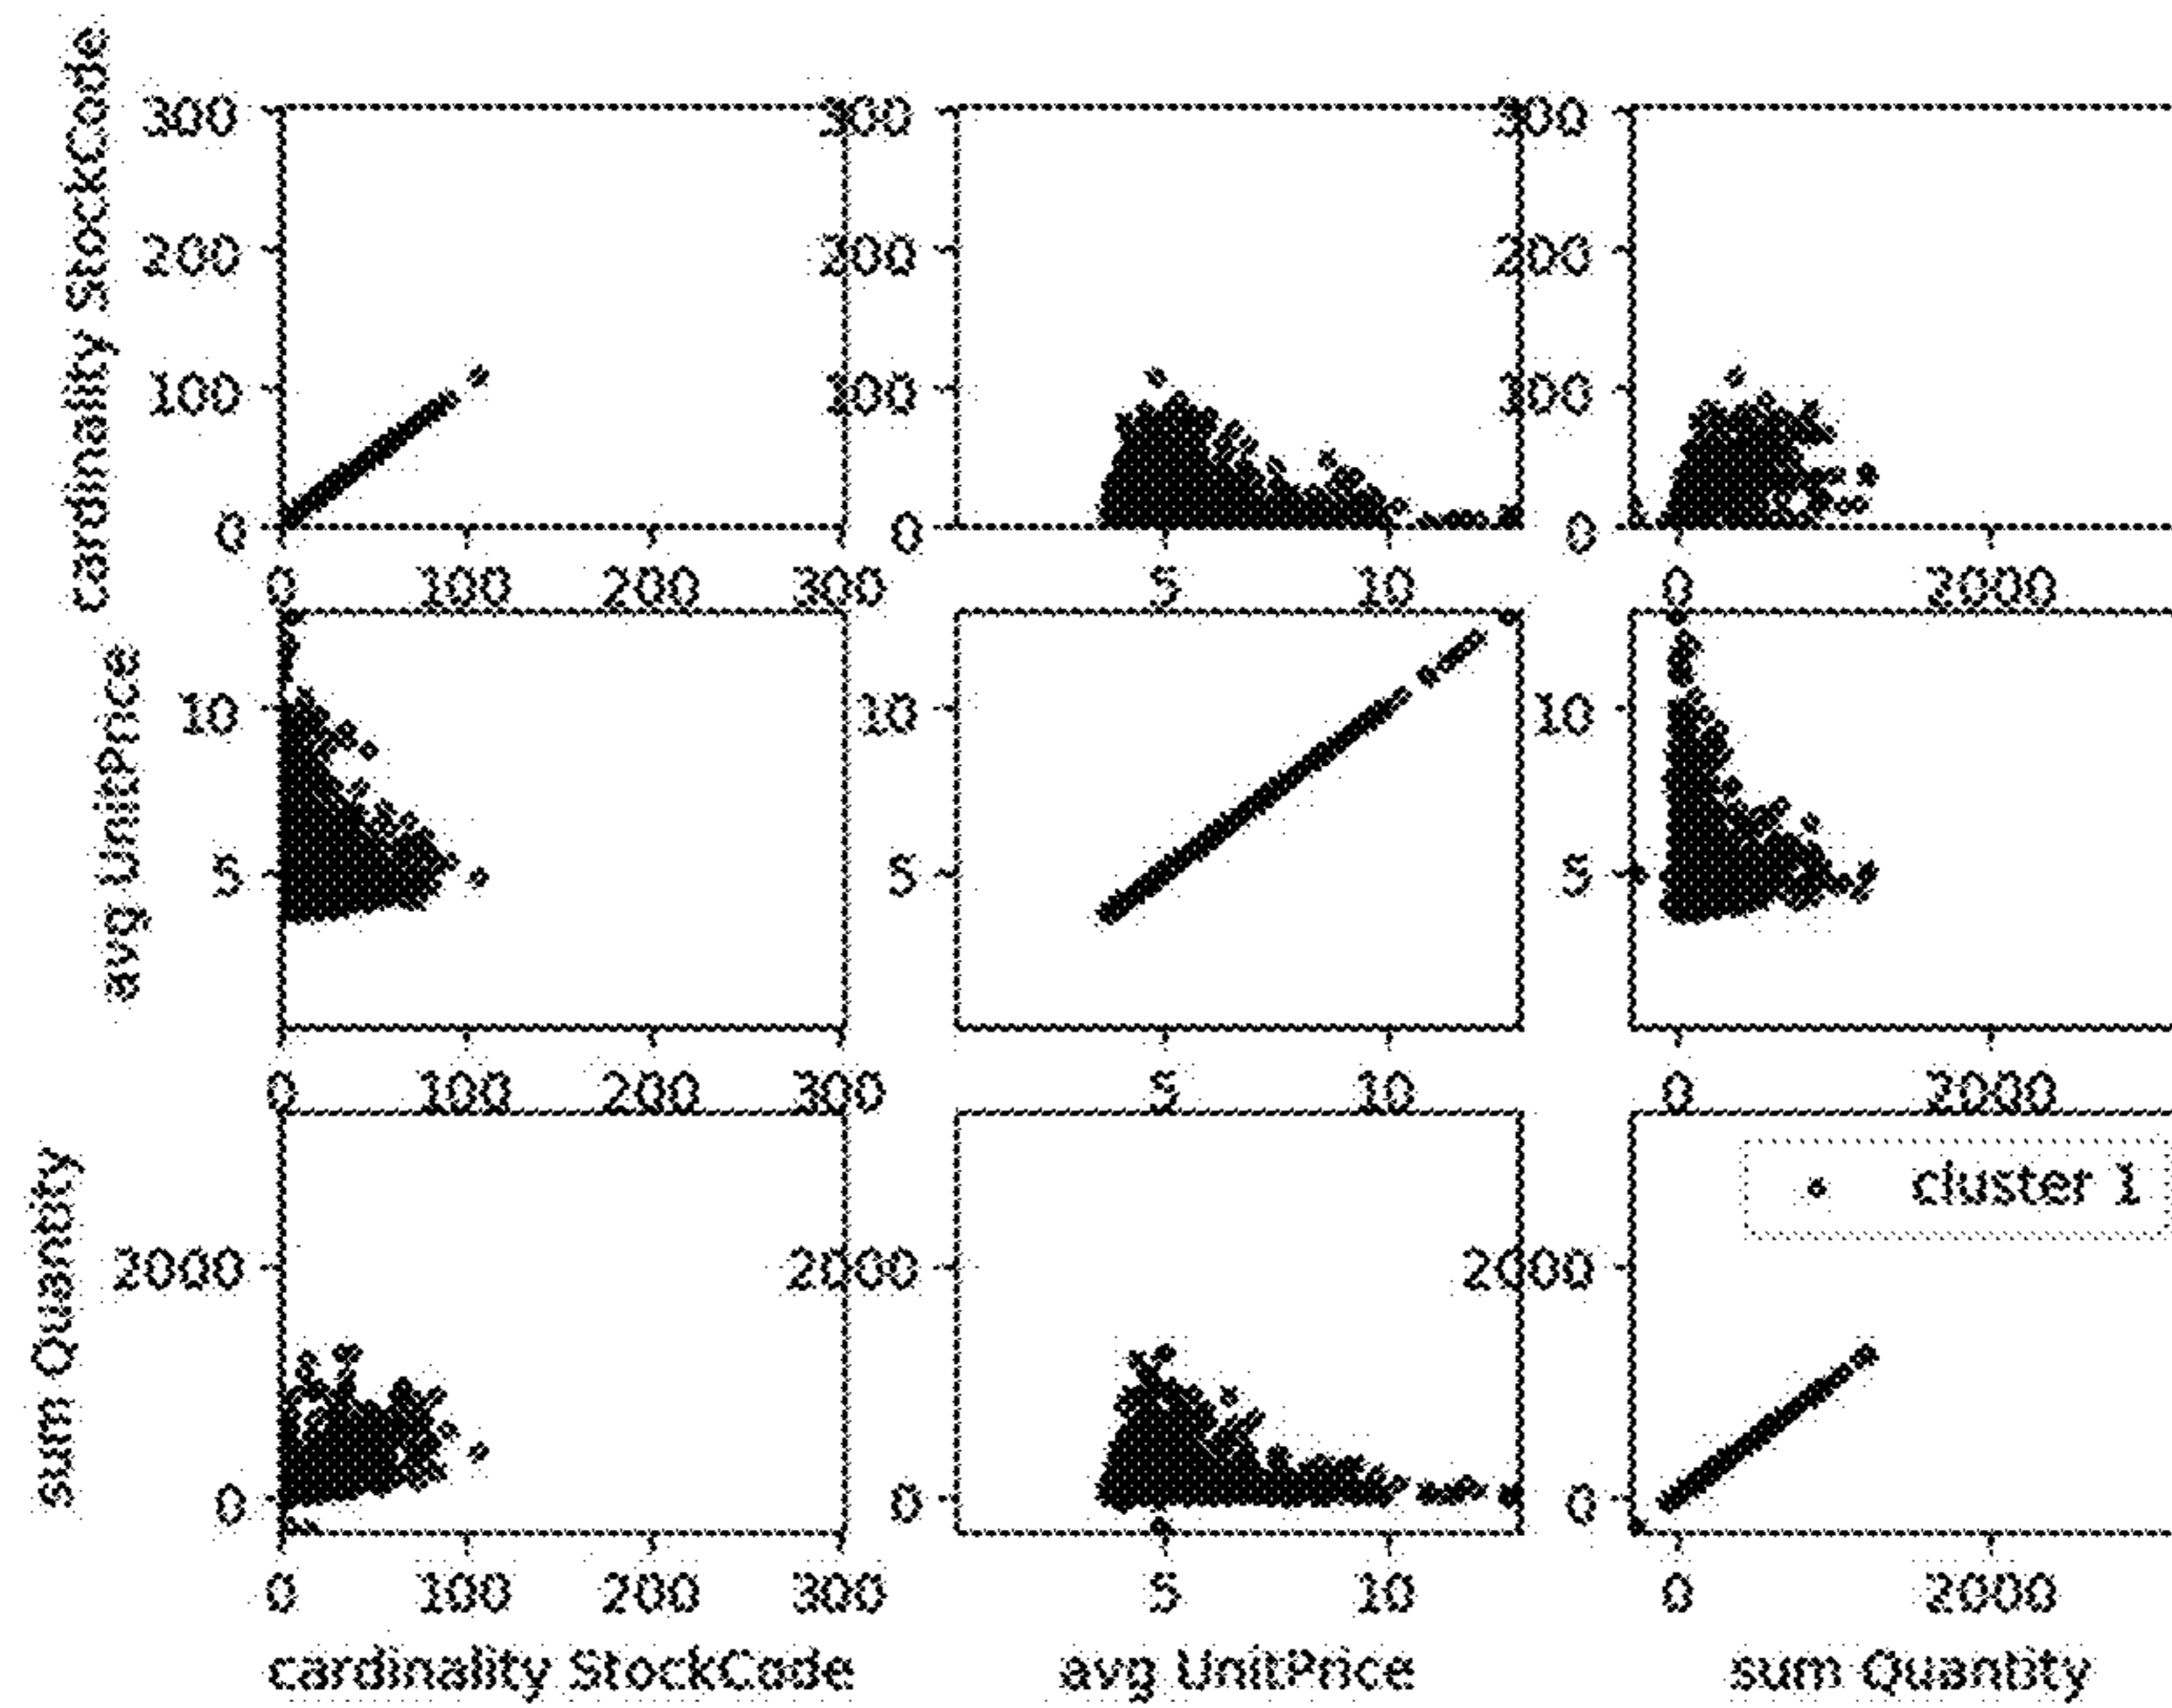 cardinality StockCode
300 300 300
200 200 200
100 100 100
0 0 0
0 100 200 300 5 10 0 2000
avg UnitPrice
10 10 10
5 5 5
0 100 200 300 5 10 0 2000
sum Quantity
cluster 1
2000 2000 2000
0 0 0
0 100 200 300 5 10 0 2000
cardinality StockCode avg UnitPrice sum Quantity